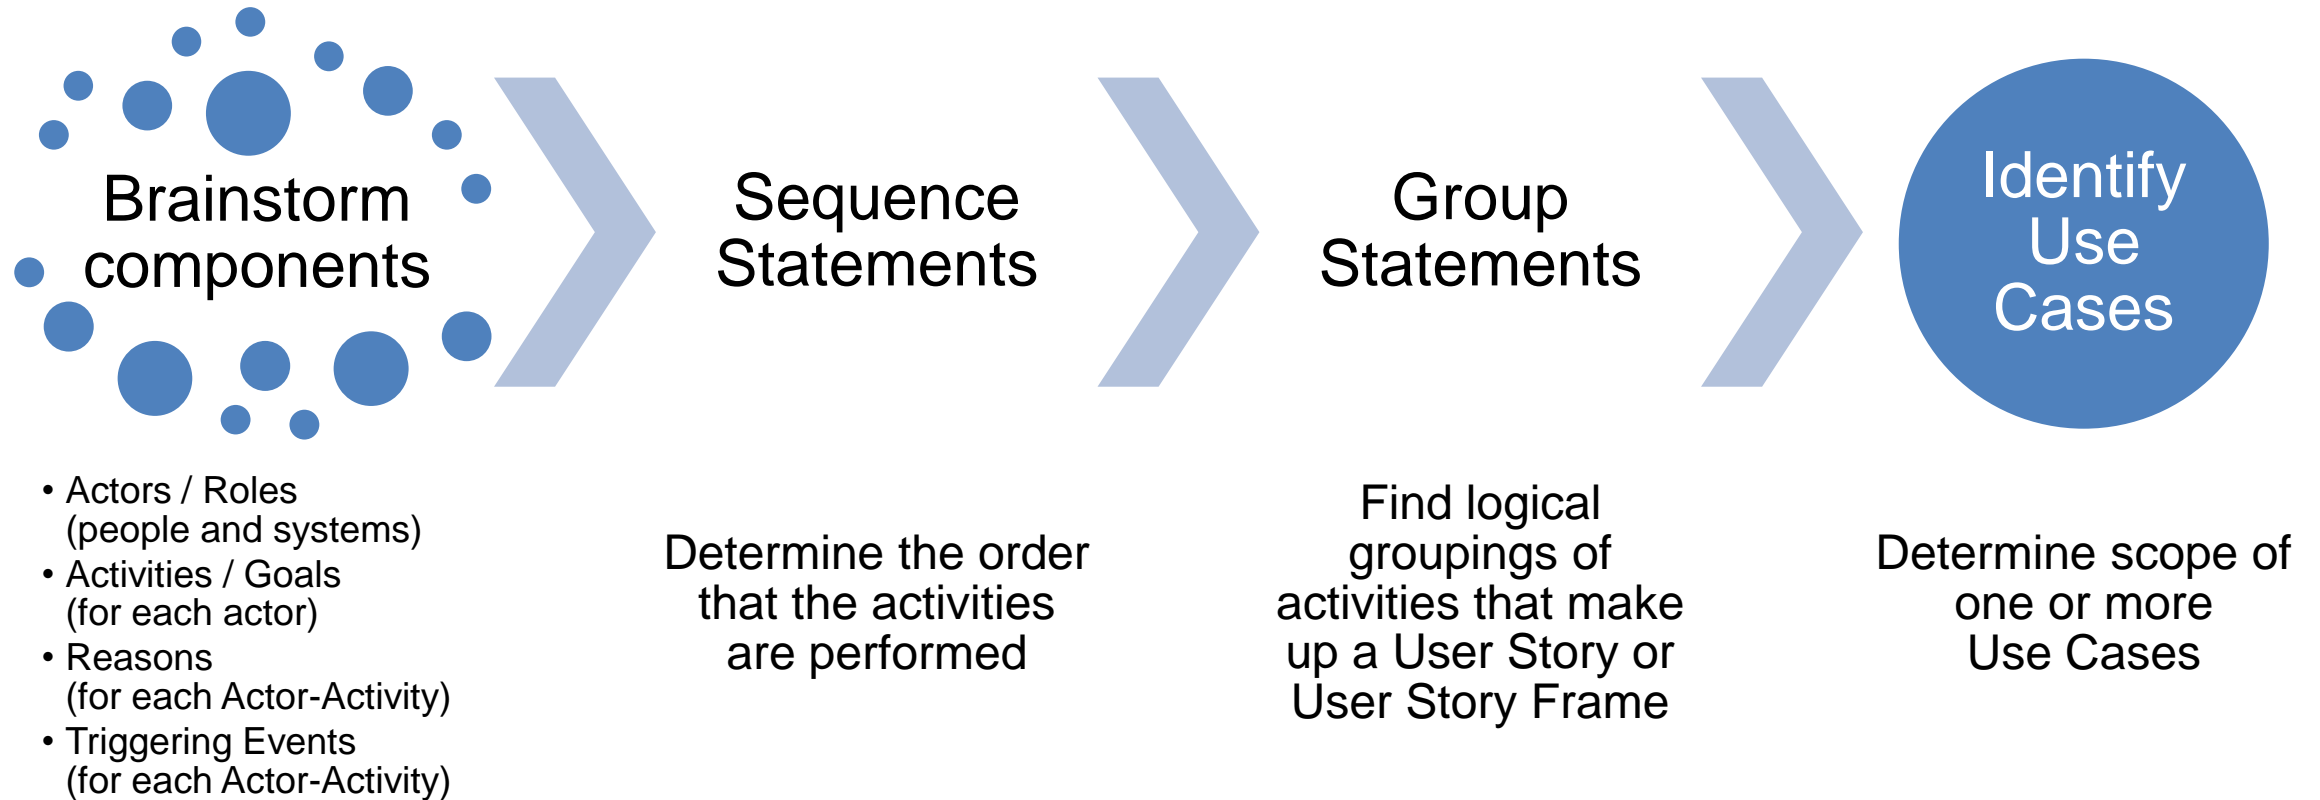 Brainstorm
components
Sequence
Statements
Group
Statements
Identify
Use
Cases
• Actors / Roles
(people and systems)
• Activities / Goals
(for each actor)
• Reasons
(for each Actor-Activity)
• Triggering Events
(for each Actor-Activity)
Determine the order
that the activities
are performed
Find logical
groupings of
activities that make
up a User Story or
User Story Frame
Determine scope of
one or more
Use Cases